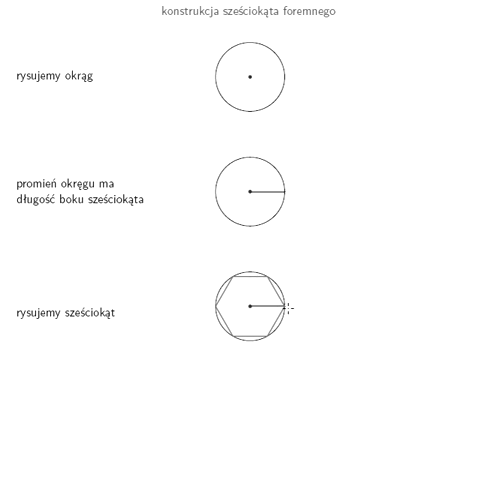 konstrukcja sześciokąta foremnego
rysujemy okrąg
promień okręgu ma
długość boku sześciokąta
rysujemy sześciokąt